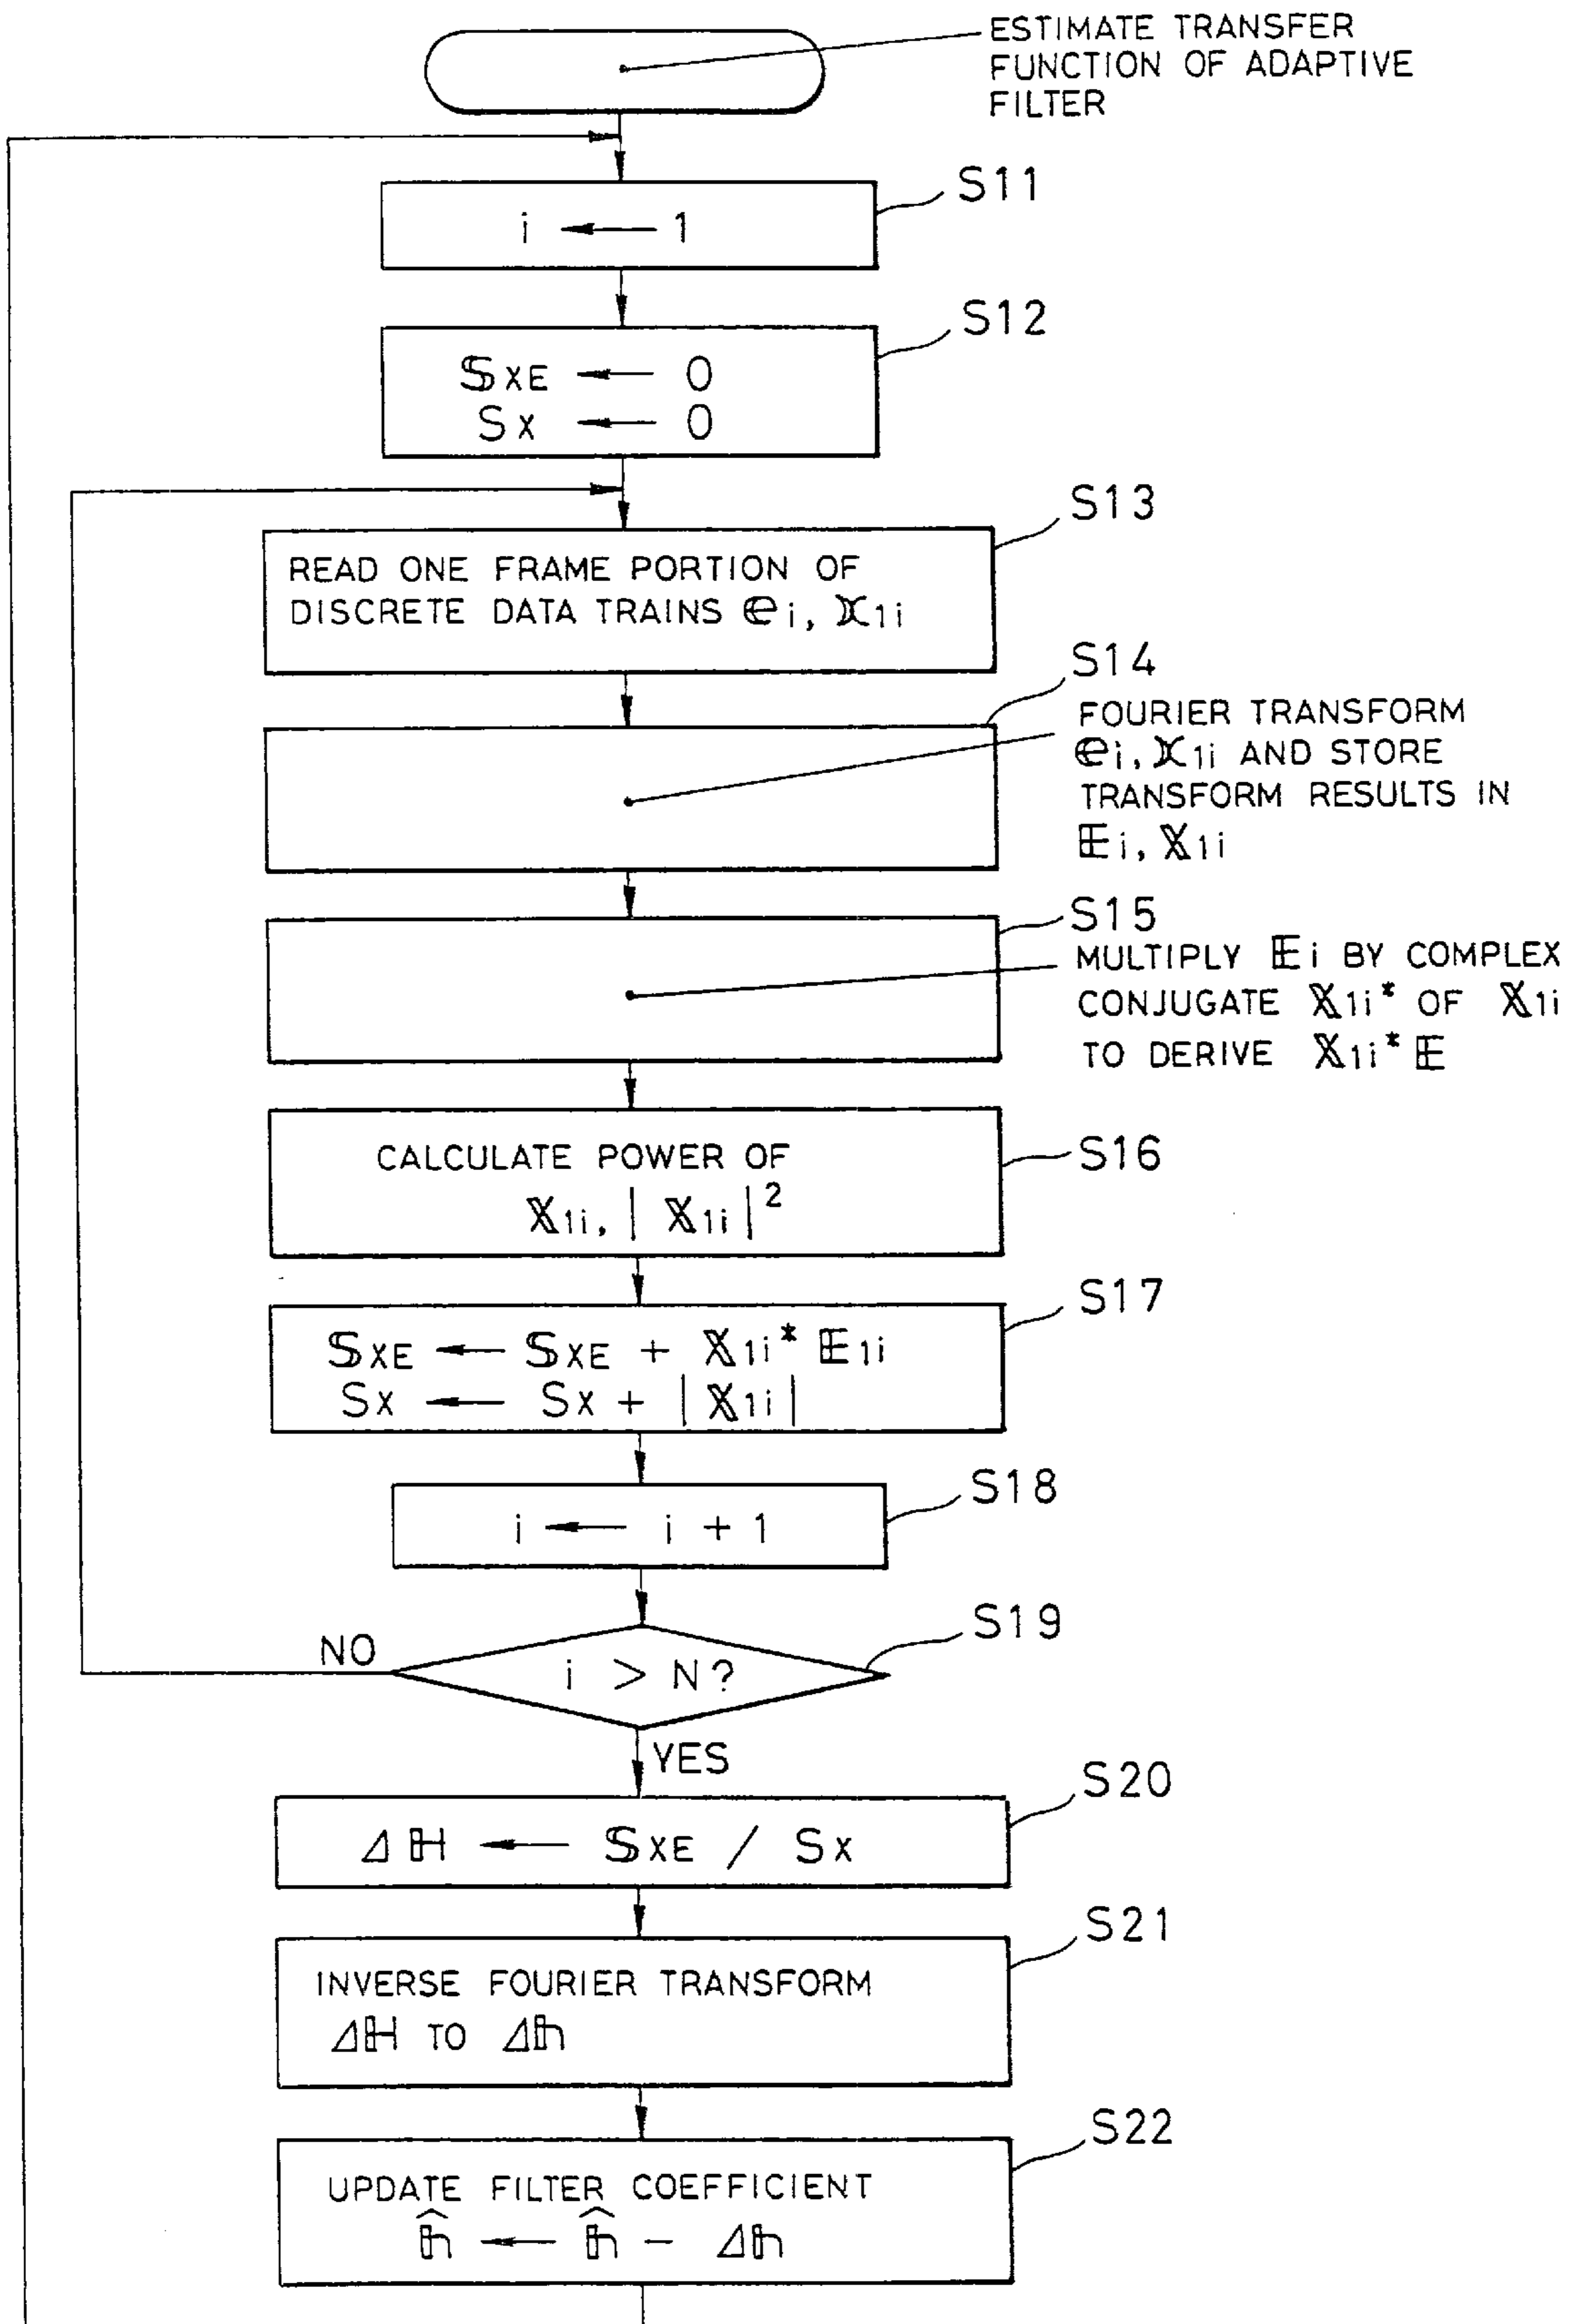 ESTIMATE TRANSFER
FUNCTION OF ADAPTIVE
FILTER
S11
i ← 1
S12
𝕊XE ← 0
SX ← 0
S13
READ ONE FRAME PORTION OF
DISCRETE DATA TRAINS 𝕖i, 𝕩1i
S14
FOURIER TRANSFORM
𝕖i, 𝕩1i AND STORE
TRANSFORM RESULTS IN
𝔼i, 𝕏1i
S15
MULTIPLY 𝔼i BY COMPLEX
CONJUGATE 𝕏1i* OF 𝕏1i
TO DERIVE 𝕏1i* 𝔼
S16
CALCULATE POWER OF
𝕏1i, | 𝕏1i |²
S17
𝕊XE ← 𝕊XE + 𝕏1i* 𝔼1i
SX ← SX + | 𝕏1i |
S18
i ← i + 1
S19
i > N?
NO
YES
S20
Δℍ ← 𝕊XE / SX
S21
INVERSE FOURIER TRANSFORM
Δℍ TO Δ𝕙
S22
UPDATE FILTER COEFFICIENT
𝕙̂ ← 𝕙̂ − Δ𝕙